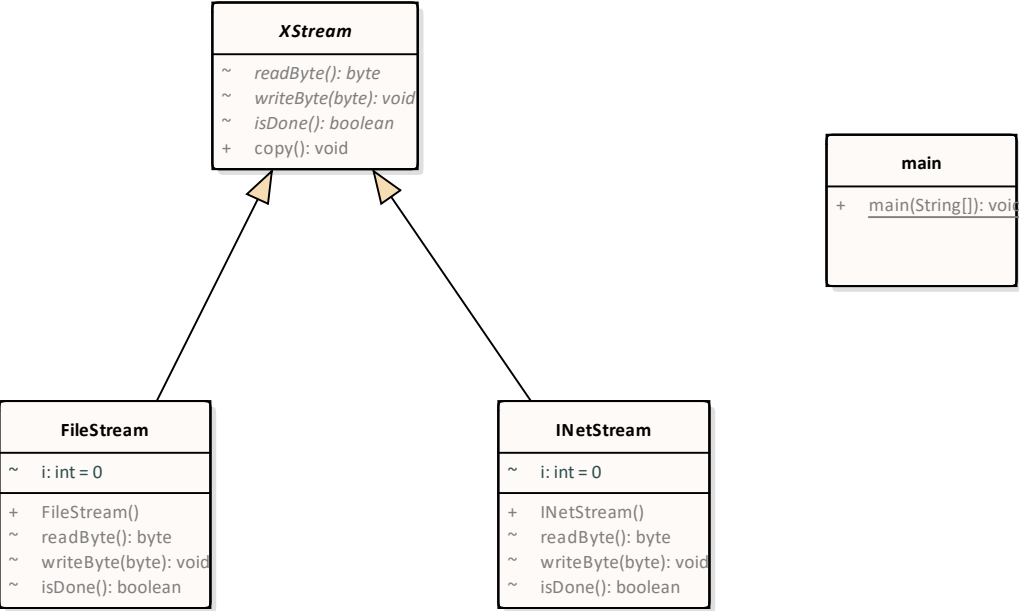 XStream
~ readByte(): byte
~ writeByte(byte): void
~ isDone(): boolean
+ copy(): void
main
+ main(String[]): void
FileStream
~ i: int = 0
+ FileStream()
~ readByte(): byte
~ writeByte(byte): void
~ isDone(): boolean
INetStream
~ i: int = 0
+ INetStream()
~ readByte(): byte
~ writeByte(byte): void
~ isDone(): boolean